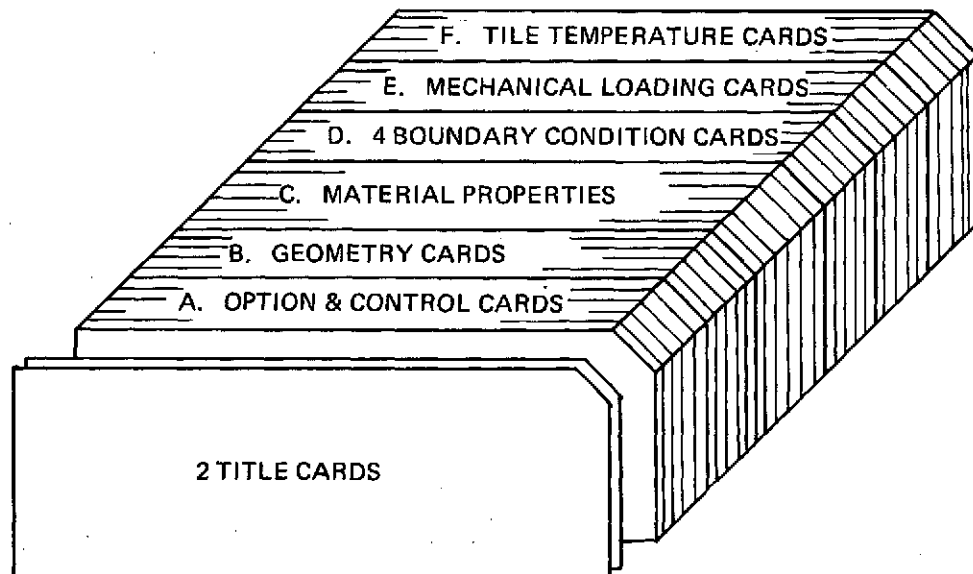 F. TILE TEMPERATURE CARDS
E. MECHANICAL LOADING CARDS
D. 4 BOUNDARY CONDITION CARDS
C. MATERIAL PROPERTIES
B. GEOMETRY CARDS
A. OPTION & CONTROL CARDS
2 TITLE CARDS